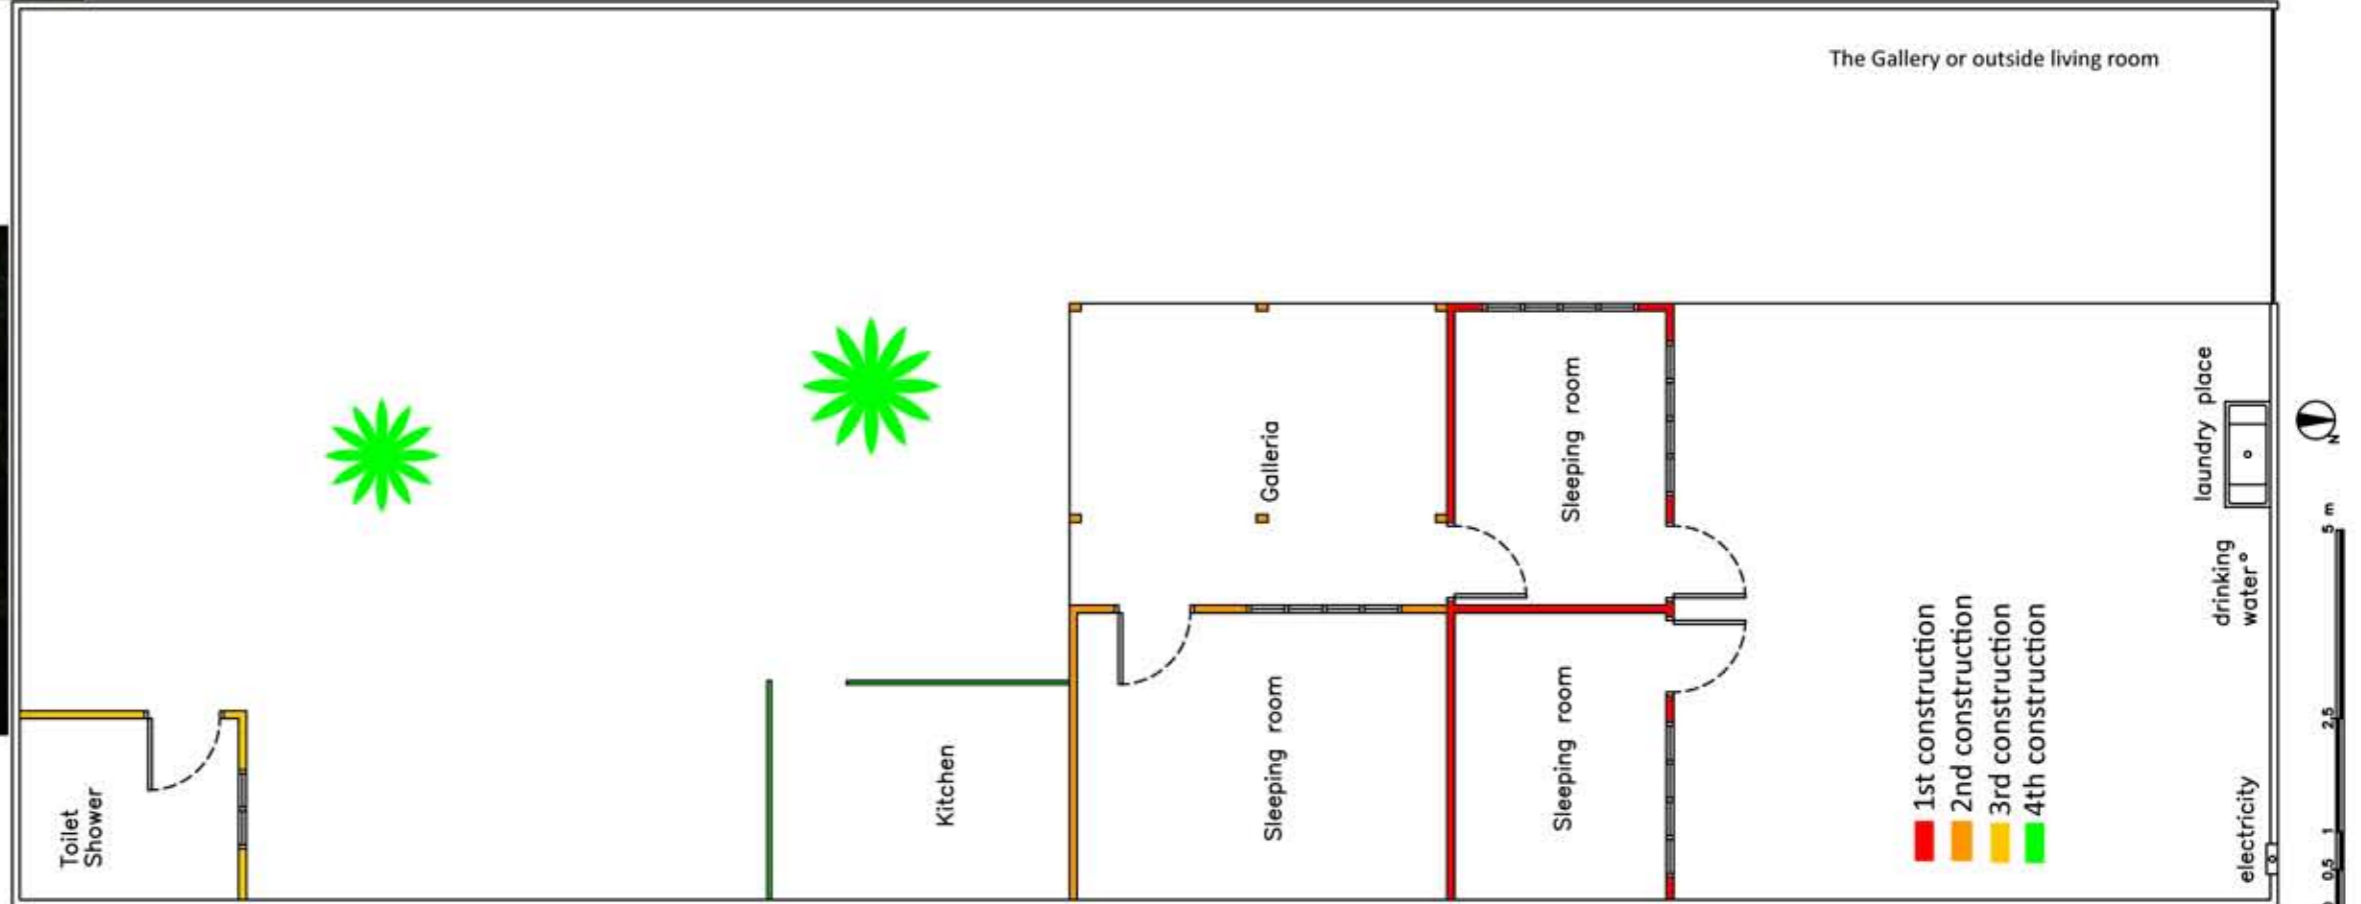 The Gallery or outside living room
Toilet
Shower
Kitchen
Galleria
Sleeping room
Sleeping room
Sleeping room
1st construction
2nd construction
3rd construction
4th construction
laundry place
drinking
water°
electricity
N
5 m
2,5
1
0,5
0